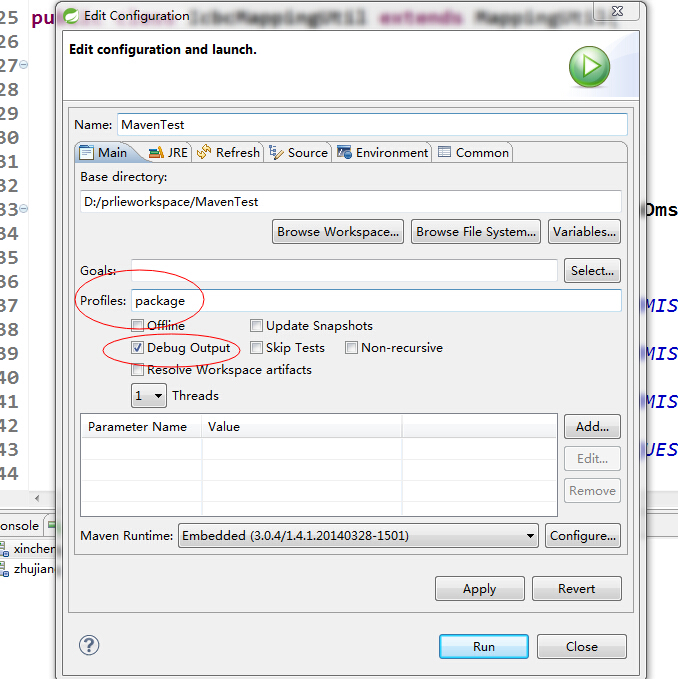 25 pu
Edit Configuration
IcbcMappingUtil extends MappingUtil
26
27
28
29
30
31
32
33
34
35
36
37
38
39
40
41
42
43
44
Edit configuration and launch.
Name: MavenTest
Main JRE Refresh Source Environment Common
Base directory:
D:/prlieworkspace/MavenTest
Browse Workspace... Browse File System... Variables...
Oms
Goals: Select...
Profiles: package
MIS
Offline Update Snapshots
Debug Output Skip Tests Non-recursive
MIS
Resolve Workspace artifacts
1 Threads
MIS
Parameter Name Value
Add...
UES
Edit...
Remove
onsole
Maven Runtime: Embedded (3.0.4/1.4.1.20140328-1501) Configure...
xincher
zhujian
Apply Revert
? Run Close